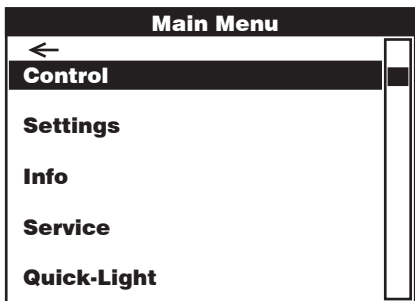 Main Menu
←
Control
Settings
Info
Service
Quick-Light